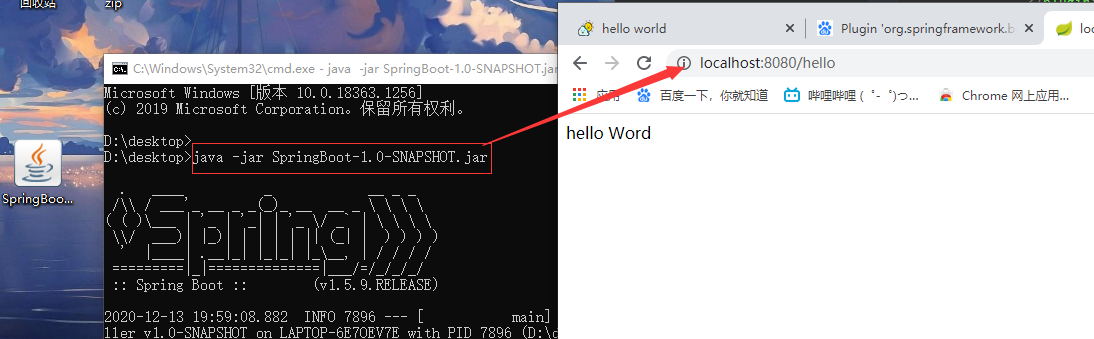 回收站
zip
SpringBoo...
C:\Windows\System32\cmd.exe - java  -jar SpringBoot-1.0-SNAPSHOT.jar
Microsoft Windows [版本 10.0.18363.1256]
(c) 2019 Microsoft Corporation。保留所有权利。
D:\desktop>
D:\desktop>java -jar SpringBoot-1.0-SNAPSHOT.jar
:: Spring Boot ::        (v1.5.9.RELEASE)
2020-12-13 19:59:08.882  INFO 7896 --- [           main]
ller v1.0-SNAPSHOT on LAPTOP-6E7OEV7E with PID 7896 (D:\d
hello world
Plugin 'org.springframework.b
loc
localhost:8080/hello
应用
百度一下，你就知道
哔哩哔哩 ( ゜- ゜)つ...
Chrome 网上应用...
hello Word